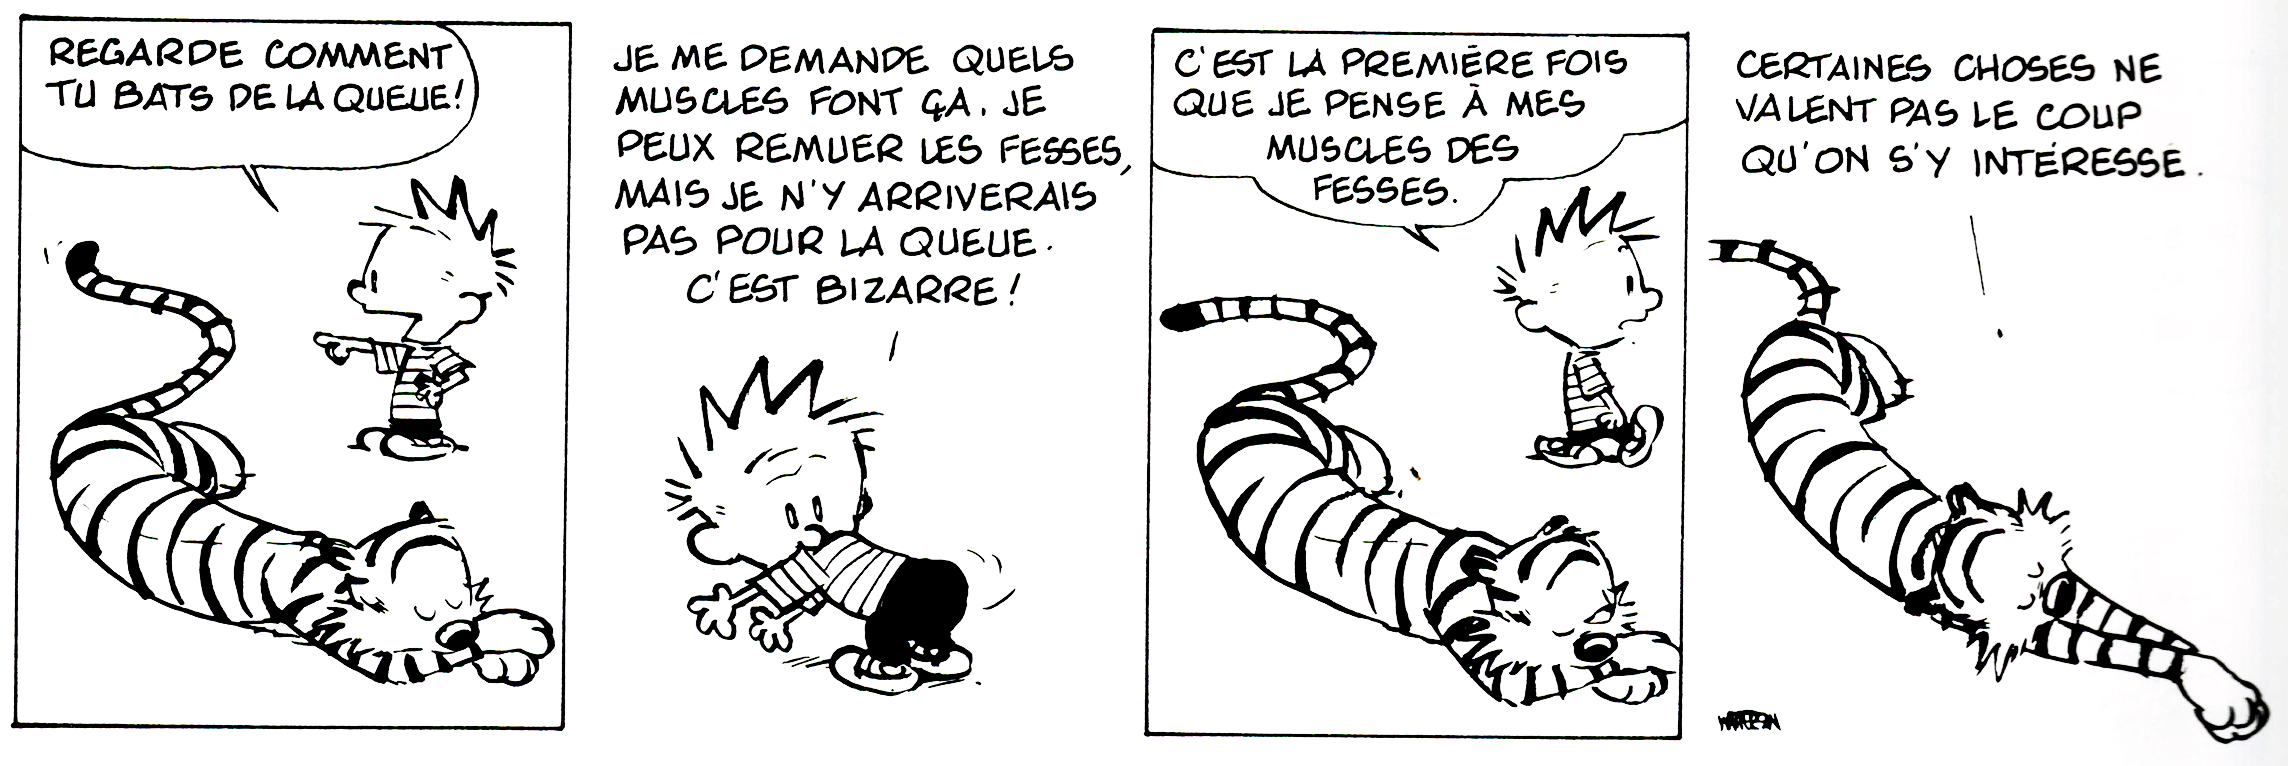 REGARDE COMMENT
TU BATS DE LA QUEUE!
JE ME DEMANDE QUELS
MUSCLES FONT ÇA. JE
PEUX REMUER LES FESSES,
MAIS JE N'Y ARRIVERAIS
PAS POUR LA QUEUE.
C'EST BIZARRE!
C'EST LA PREMIÈRE FOIS
QUE JE PENSE À MES
MUSCLES DES
FESSES.
CERTAINES CHOSES NE
VALENT PAS LE COUP
QU'ON S'Y INTÉRESSE.
WATTERSON